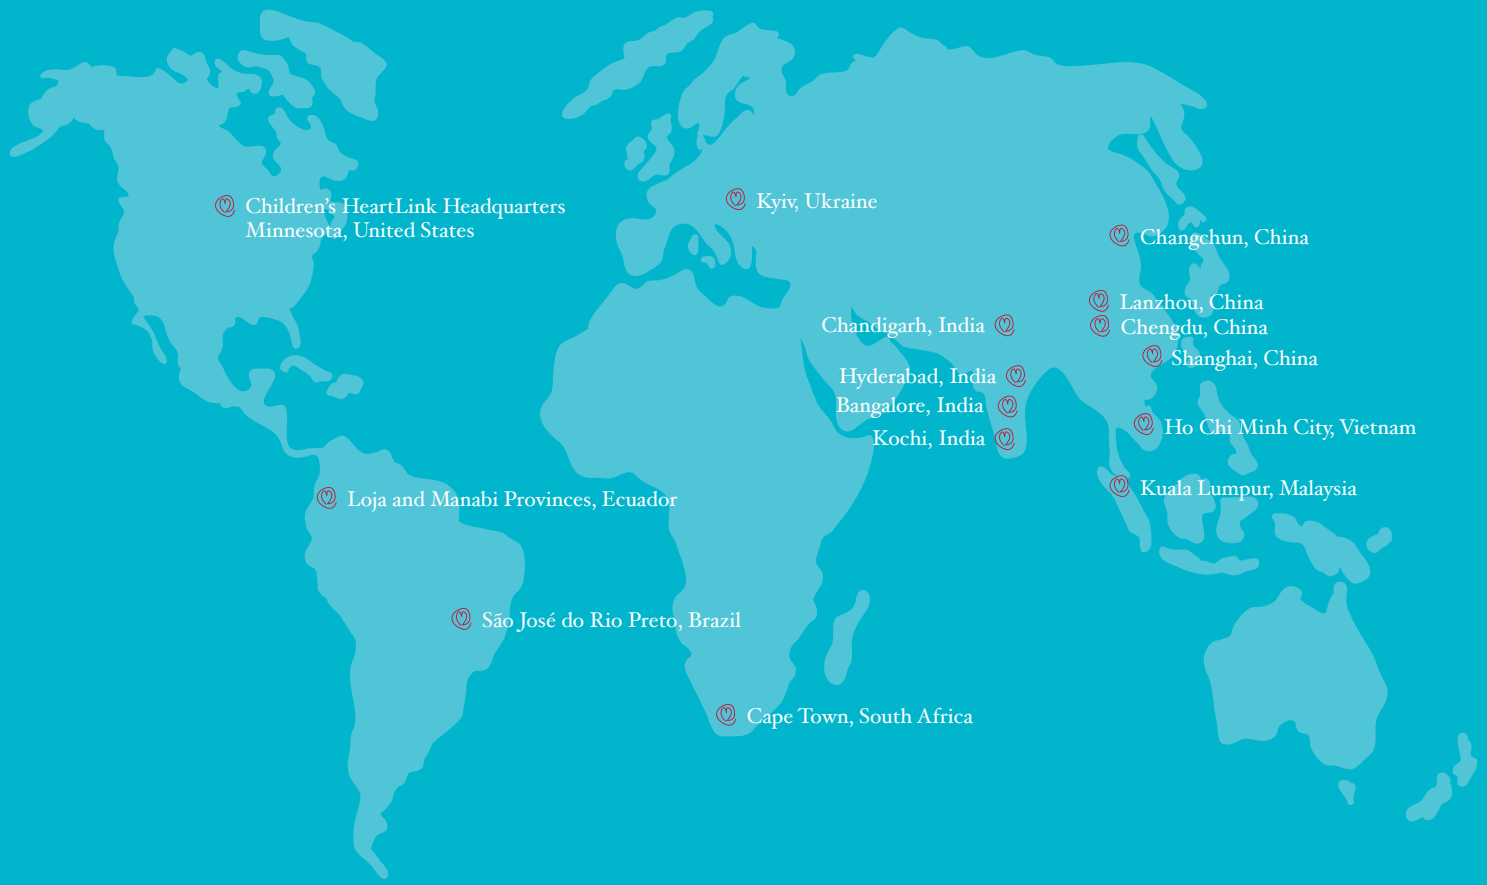 Children’s HeartLink Headquarters
Minnesota, United States
Kyiv, Ukraine
Changchun, China
Lanzhou, China
Chandigarh, India
Chengdu, China
Shanghai, China
Hyderabad, India
Bangalore, India
Ho Chi Minh City, Vietnam
Kochi, India
Kuala Lumpur, Malaysia
Loja and Manabi Provinces, Ecuador
São José do Rio Preto, Brazil
Cape Town, South Africa